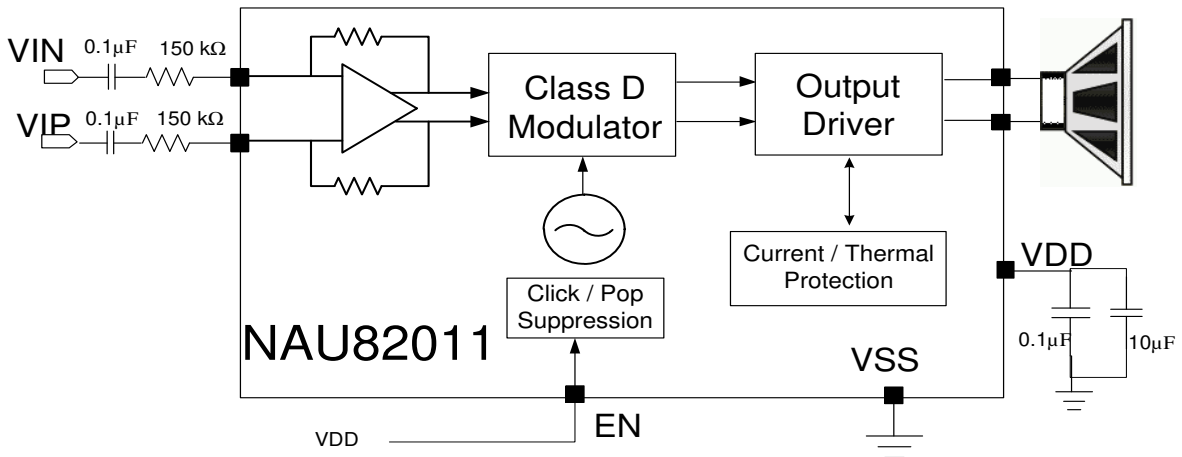 VIN
0.1µF
150 kΩ
VIP
0.1µF
150 kΩ
Class D
Modulator
Output
Driver
Current / Thermal
Protection
Click / Pop
Suppression
NAU82011
VDD
0.1µF
10µF
VSS
EN
VDD